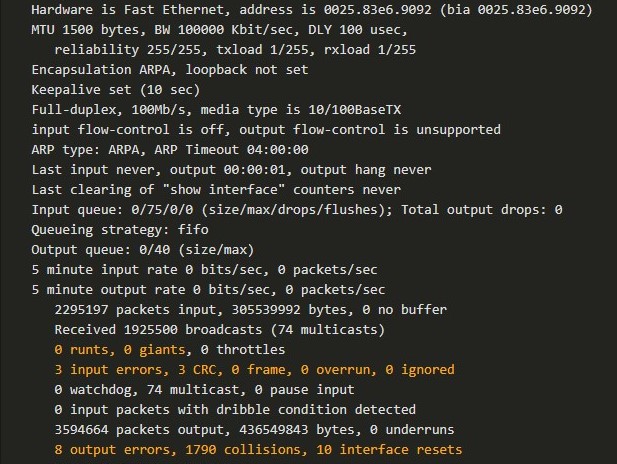 Hardware is Fast Ethernet, address is 0025.83e6.9092 (bia 0025.83e6.9092)
MTU 1500 bytes, BW 100000 Kbit/sec, DLY 100 usec,
reliability 255/255, txload 1/255, rxload 1/255
Encapsulation ARPA, loopback not set
Keepalive set (10 sec)
Full-duplex, 100Mb/s, media type is 10/100BaseTX
input flow-control is off, output flow-control is unsupported
ARP type: ARPA, ARP Timeout 04:00:00
Last input never, output 00:00:01, output hang never
Last clearing of "show interface" counters never
Input queue: 0/75/0/0 (size/max/drops/flushes); Total output drops: 0
Queueing strategy: fifo
Output queue: 0/40 (size/max)
5 minute input rate 0 bits/sec, 0 packets/sec
5 minute output rate 0 bits/sec, 0 packets/sec
2295197 packets input, 305539992 bytes, 0 no buffer
Received 1925500 broadcasts (74 multicasts)
0 runts, 0 giants, 0 throttles
3 input errors, 3 CRC, 0 frame, 0 overrun, 0 ignored
0 watchdog, 74 multicast, 0 pause input
0 input packets with dribble condition detected
3594664 packets output, 436549843 bytes, 0 underruns
8 output errors, 1790 collisions, 10 interface resets